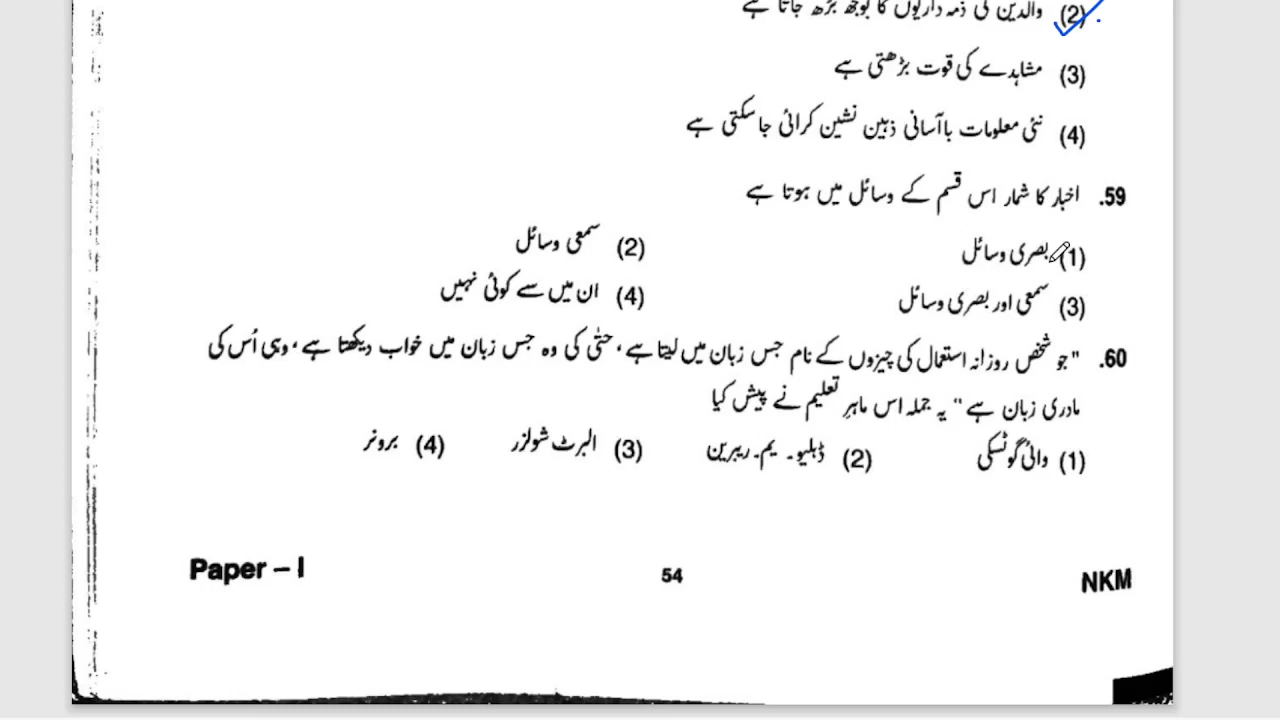 (2) والدین کی ذمہ داریوں کا بوجھ بڑھ جاتا ہے
(3) مشاہدے کی قوت بڑھتی ہے
(4) نئی معلومات باآسانی ذہین نشین کرائی جاسکتی ہے
59. اخبار کا شمار اس قسم کے وسائل میں ہوتا ہے
(1) بصری وسائل (2) سمعی وسائل
(3) سمعی اور بصری وسائل (4) ان میں سے کوئی نہیں
60. "جو شخص روزانہ استعمال کی چیزوں کے نام جس زبان میں لیتا ہے، حتّٰی کی وہ جس زبان میں خواب دیکھتا ہے، وہی اُس کی
مادری زبان ہے" یہ جملہ اس ماہرِ تعلیم نے پیش کیا
(1) وائی گوٹسکی (2) ڈبلیو۔ یم۔ ریبرین (3) البرٹ شولزر (4) برونر
Paper – I 54 NKM